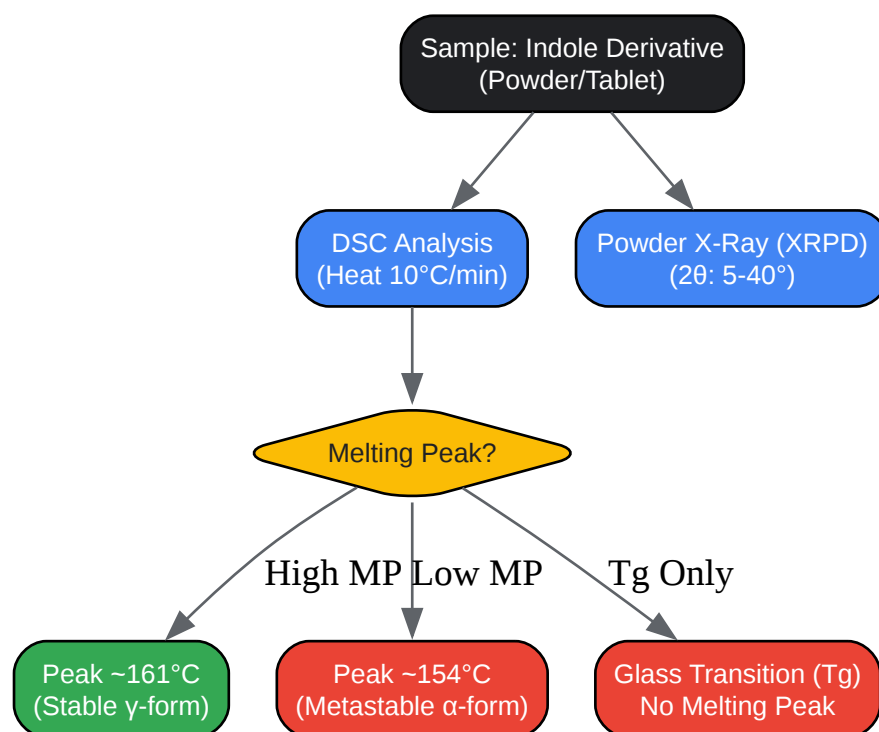 Sample: Indole Derivative
(Powder/Tablet)
DSC Analysis
(Heat 10°C/min)
Powder X-Ray (XRPD)
(2θ: 5-40°)
Melting Peak?
High MP
Low MP
Tg Only
Peak ~161°C
(Stable γ-form)
Peak ~154°C
(Metastable α-form)
Glass Transition (Tg)
No Melting Peak